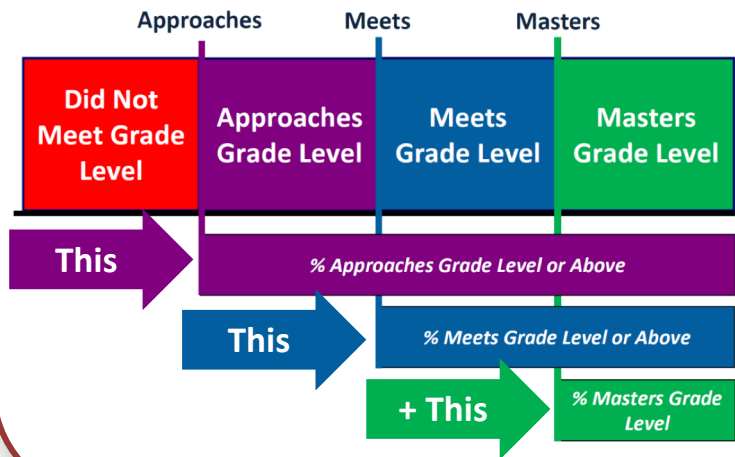 Approaches Meets Masters
Did Not
Meet Grade
Level
Approaches
Grade Level
Meets
Grade Level
Masters
Grade Level
This
% Approaches Grade Level or Above
This
% Meets Grade Level or Above
+ This
% Masters Grade
Level